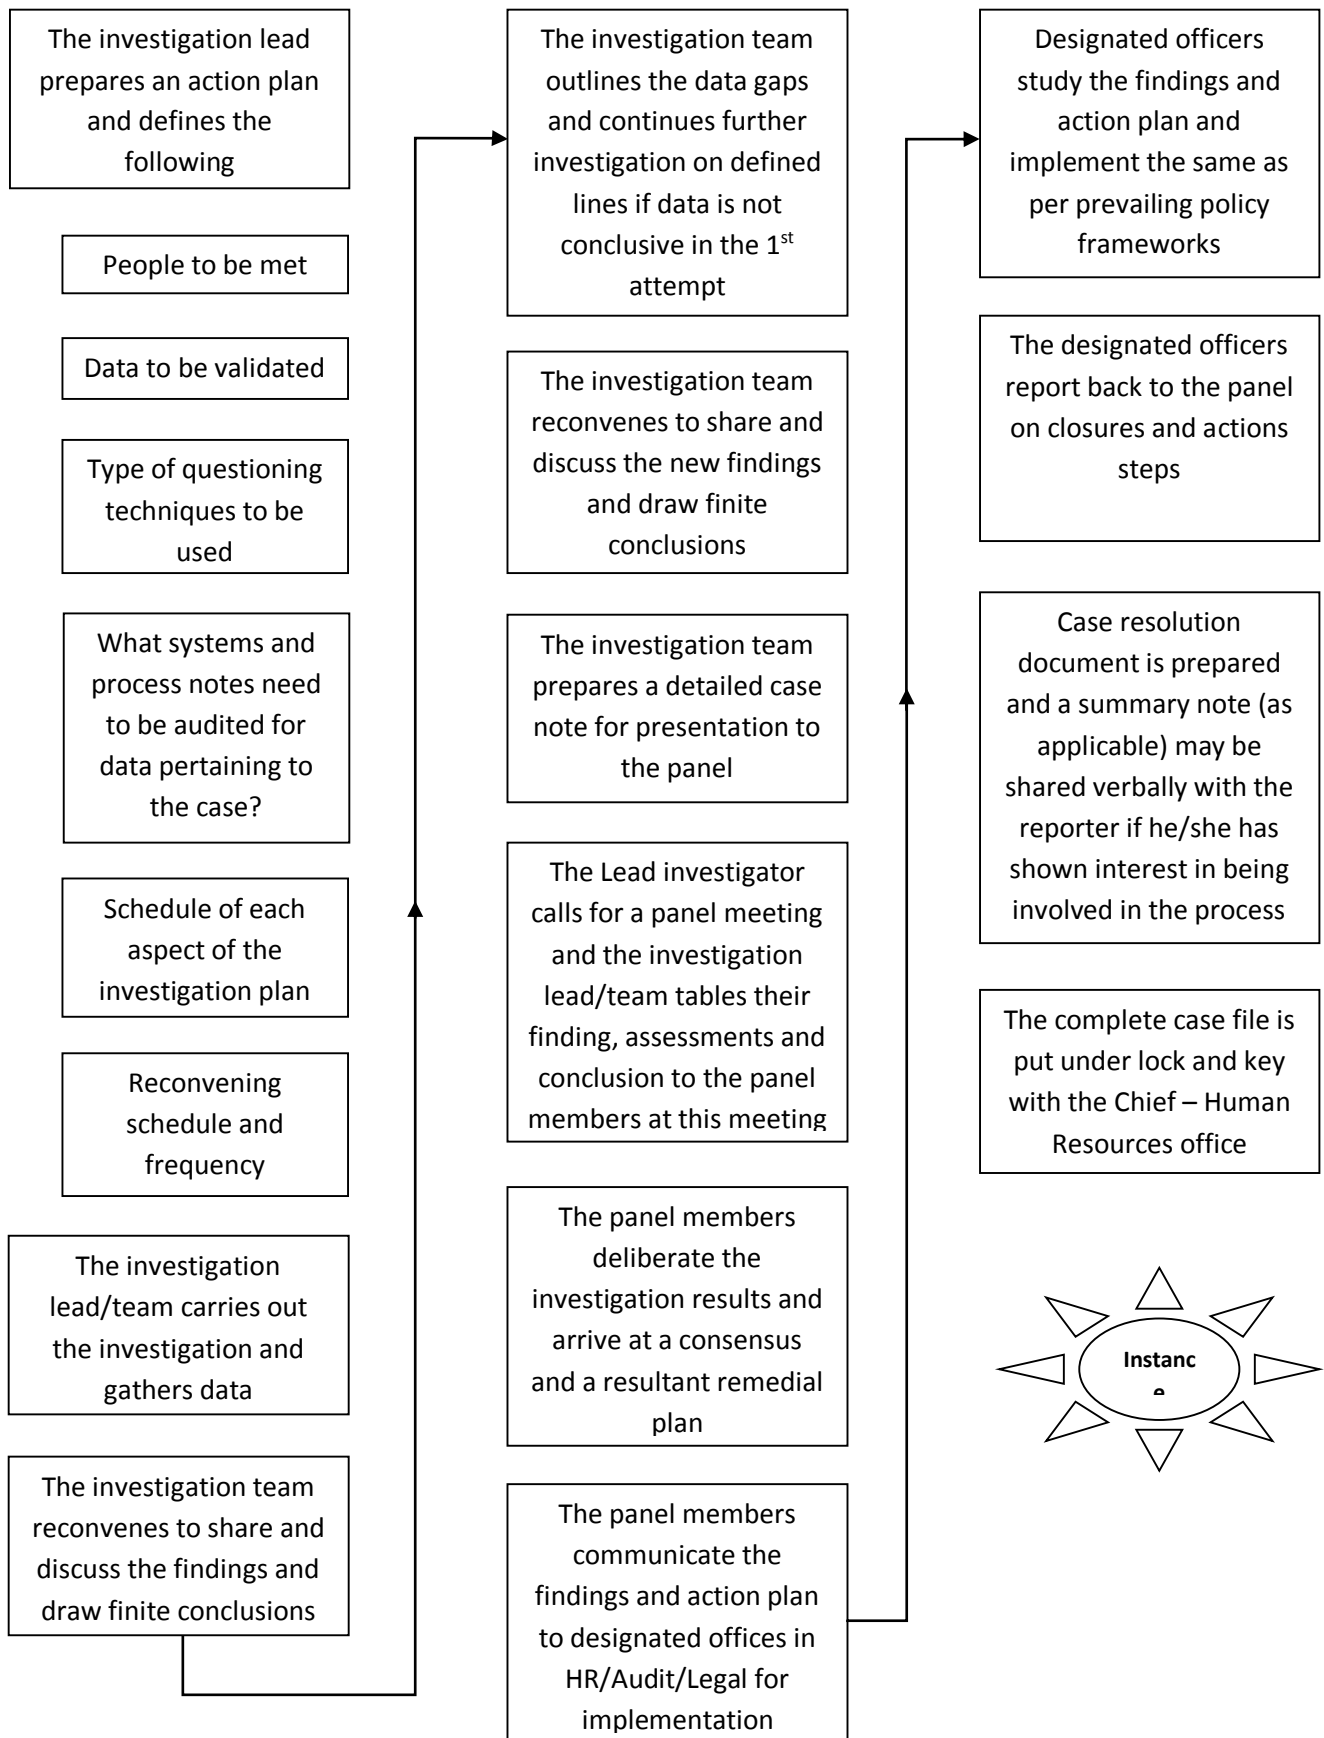 The investigation lead
prepares an action plan
and defines the
following
People to be met
Data to be validated
Type of questioning
techniques to be
used
What systems and
process notes need
to be audited for
data pertaining to
the case?
Schedule of each
aspect of the
investigation plan
Reconvening
schedule and
frequency
The investigation
lead/team carries out
the investigation and
gathers data
The investigation team
reconvenes to share and
discuss the findings and
draw finite conclusions
The investigation team
outlines the data gaps
and continues further
investigation on defined
lines if data is not
conclusive in the 1st
attempt
The investigation team
reconvenes to share and
discuss the new findings
and draw finite
conclusions
The investigation team
prepares a detailed case
note for presentation to
the panel
The Lead investigator
calls for a panel meeting
and the investigation
lead/team tables their
finding, assessments and
conclusion to the panel
members at this meeting
The panel members
deliberate the
investigation results and
arrive at a consensus
and a resultant remedial
plan
The panel members
communicate the
findings and action plan
to designated offices in
HR/Audit/Legal for
implementation
Designated officers
study the findings and
action plan and
implement the same as
per prevailing policy
frameworks
The designated officers
report back to the panel
on closures and actions
steps
Case resolution
document is prepared
and a summary note (as
applicable) may be
shared verbally with the
reporter if he/she has
shown interest in being
involved in the process
The complete case file is
put under lock and key
with the Chief – Human
Resources office
Instanc
e